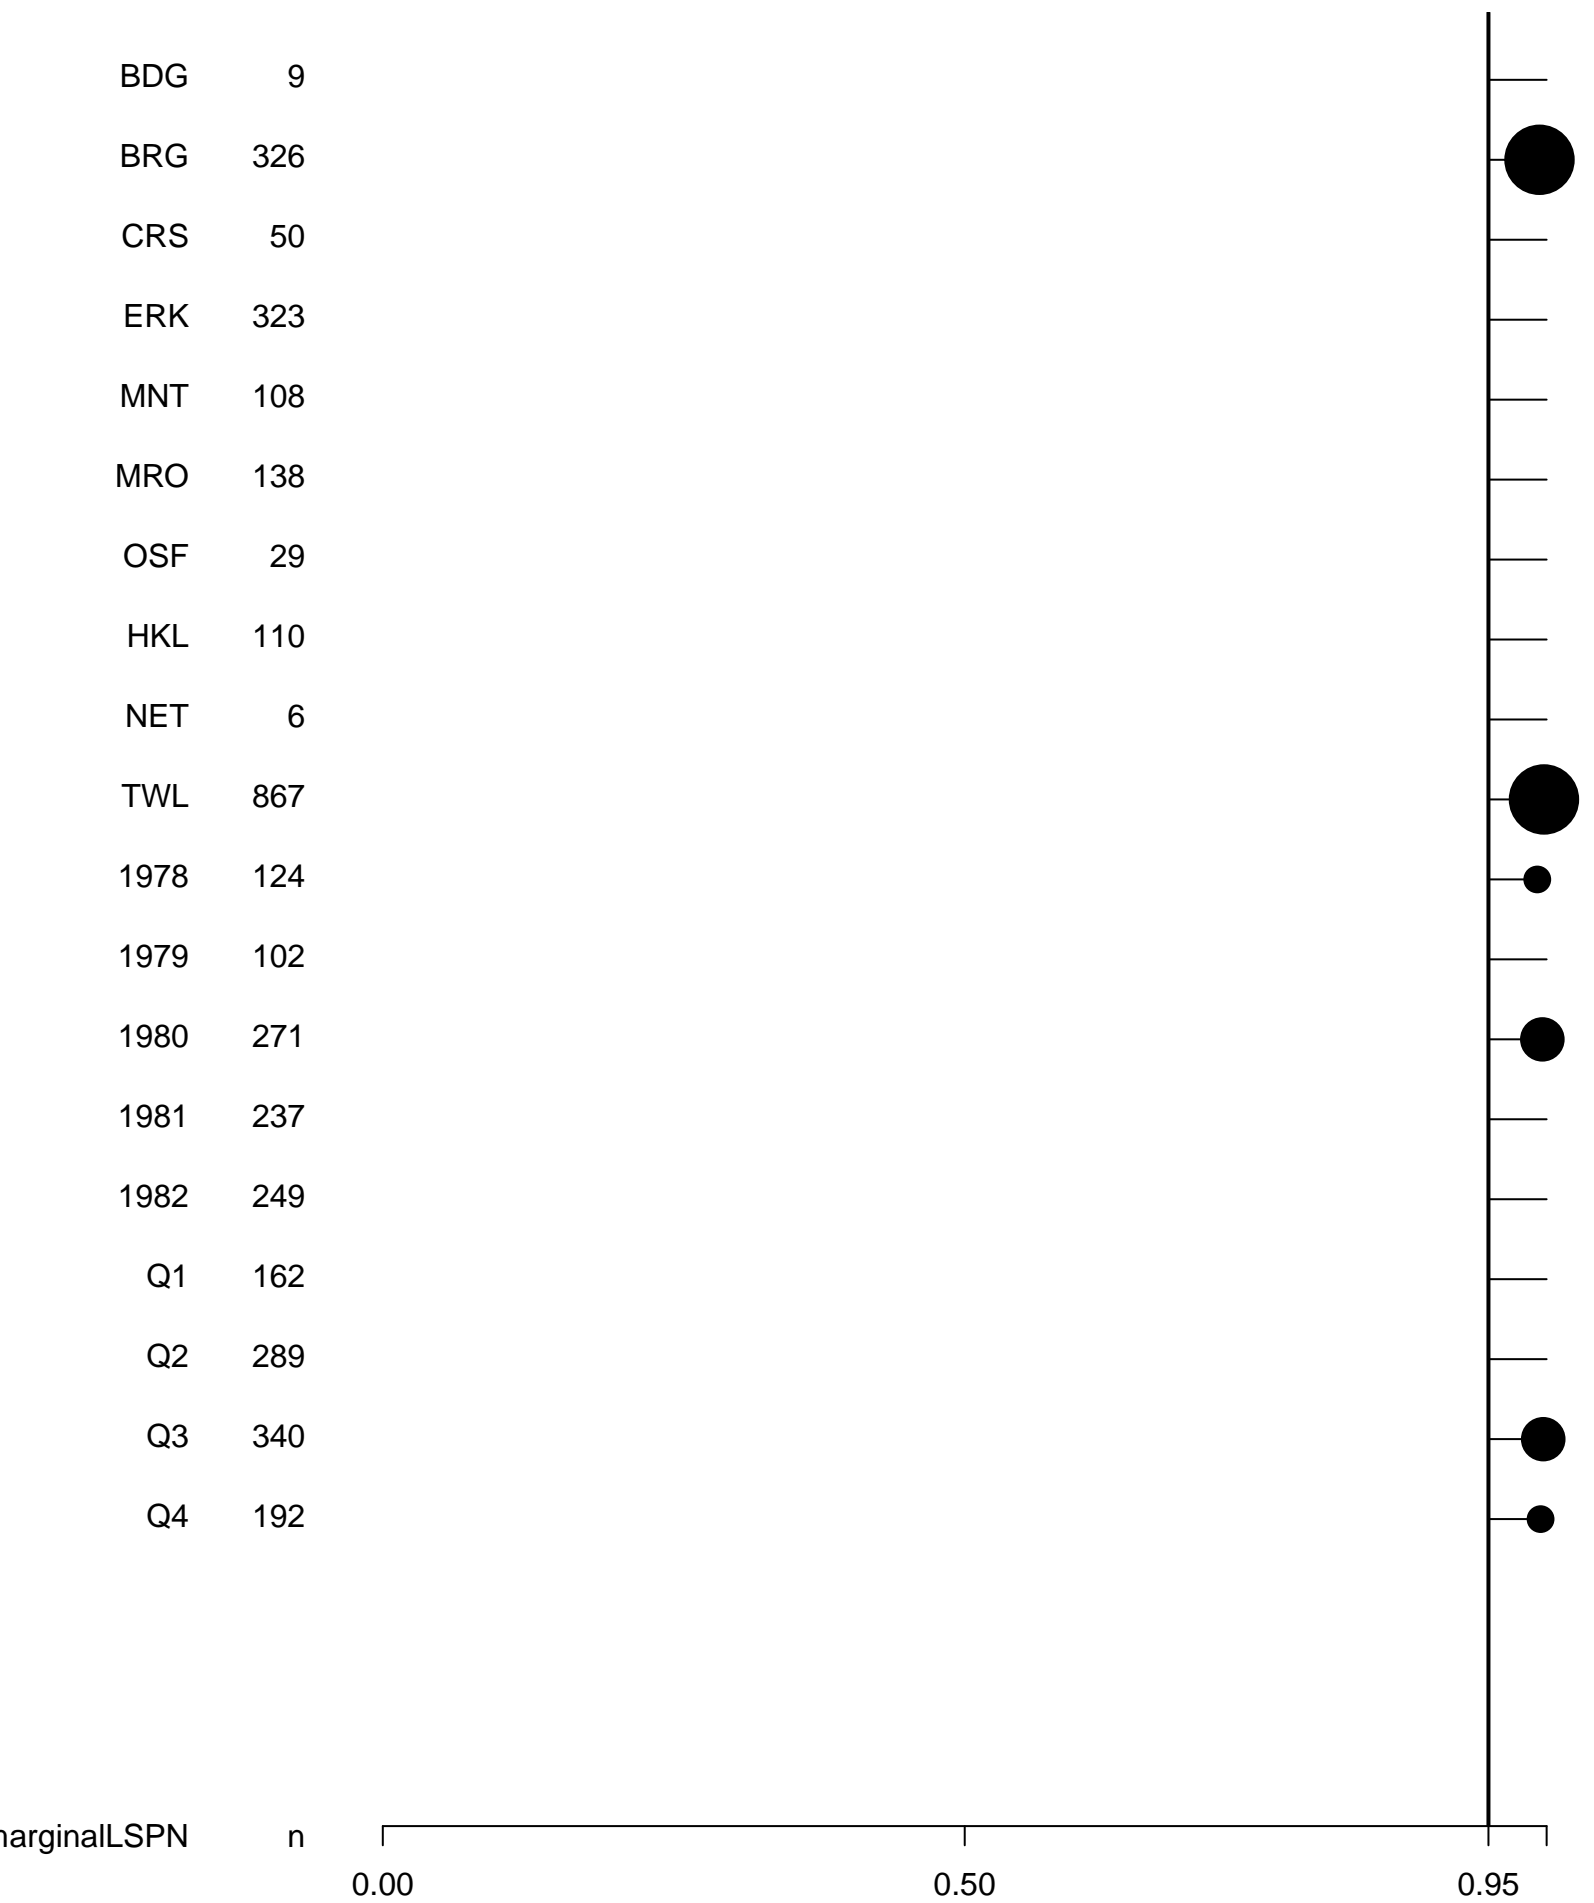 BDG 9
BRG 326
CRS 50
ERK 323
MNT 108
MRO 138
OSF 29
HKL 110
NET 6
TWL 867
1978 124
1979 102
1980 271
1981 237
1982 249
Q1 162
Q2 289
Q3 340
Q4 192
arginalLSPN n
0.00 0.50 0.95